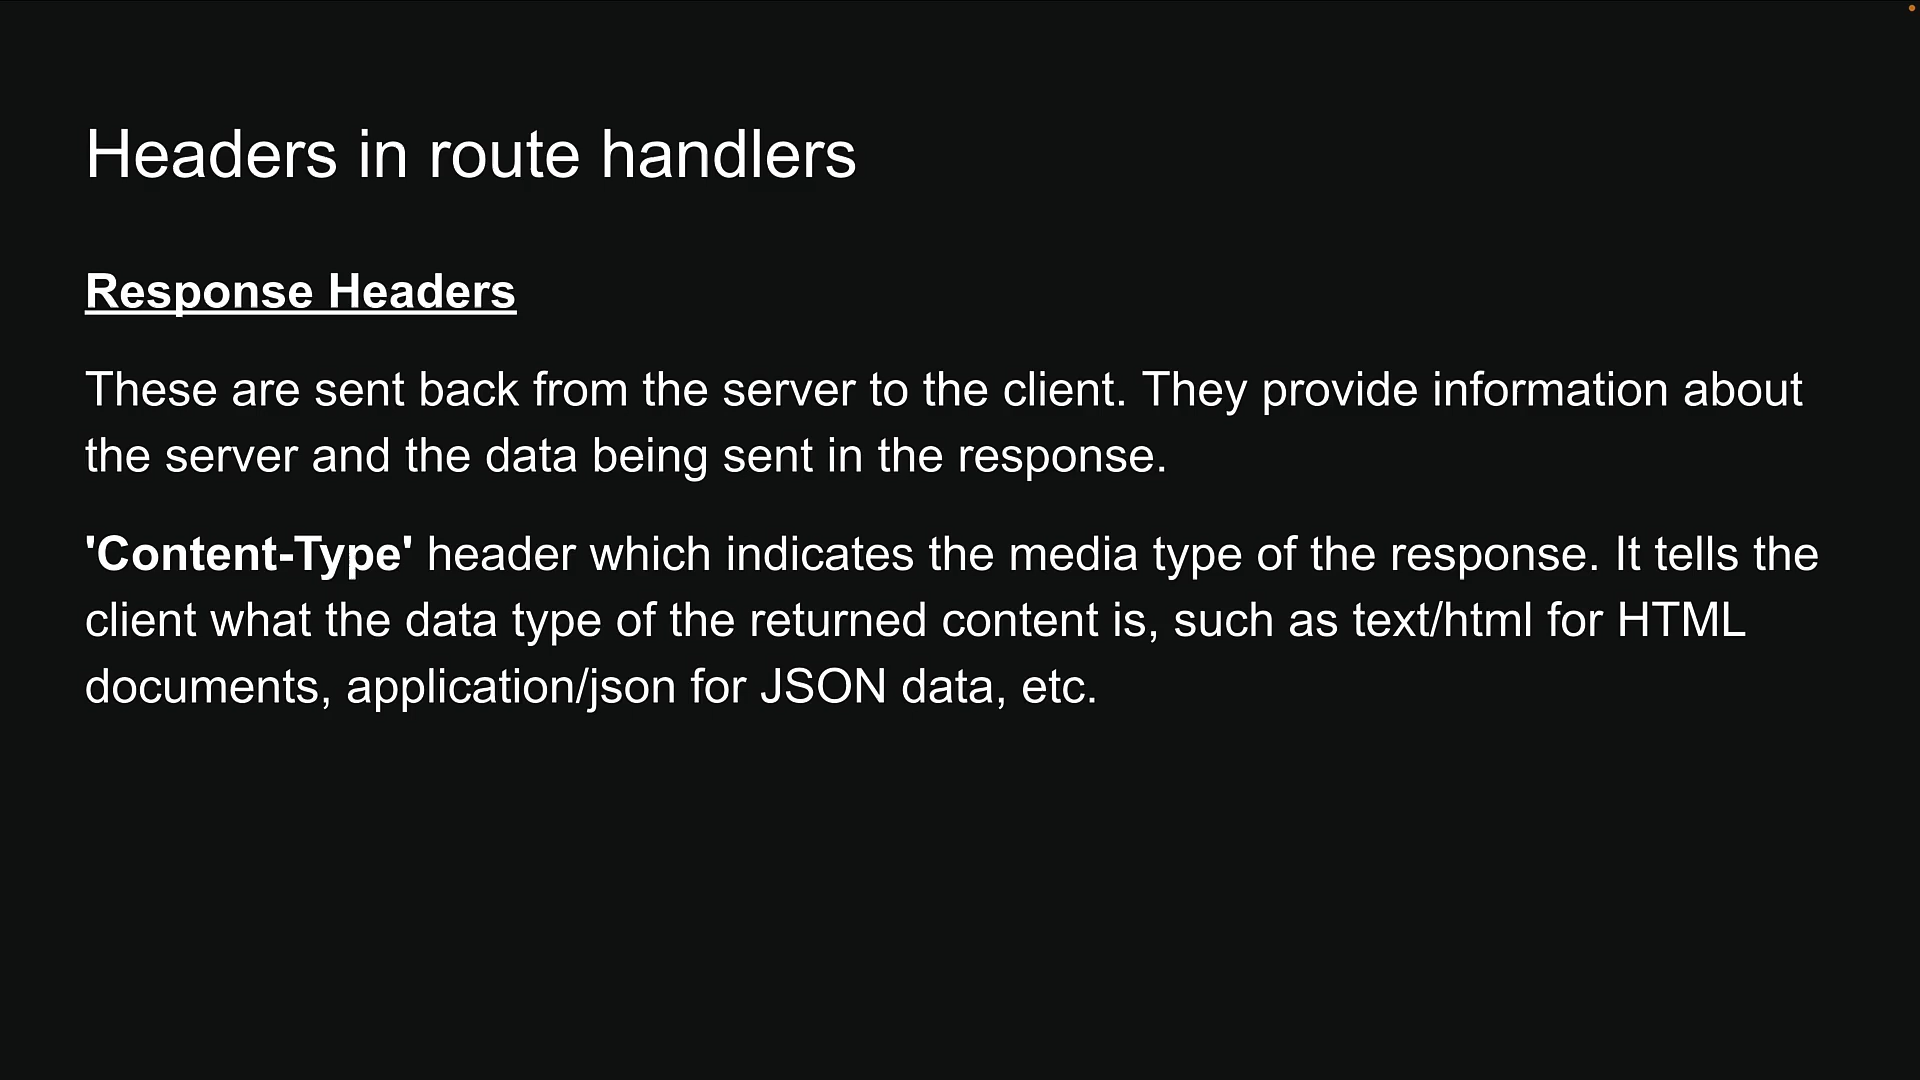 Headers in route handlers
Response Headers
These are sent back from the server to the client. They provide information about
the server and the data being sent in the response.
'Content-Type' header which indicates the media type of the response. It tells the
client what the data type of the returned content is, such as text/html for HTML
documents, application/json for JSON data, etc.